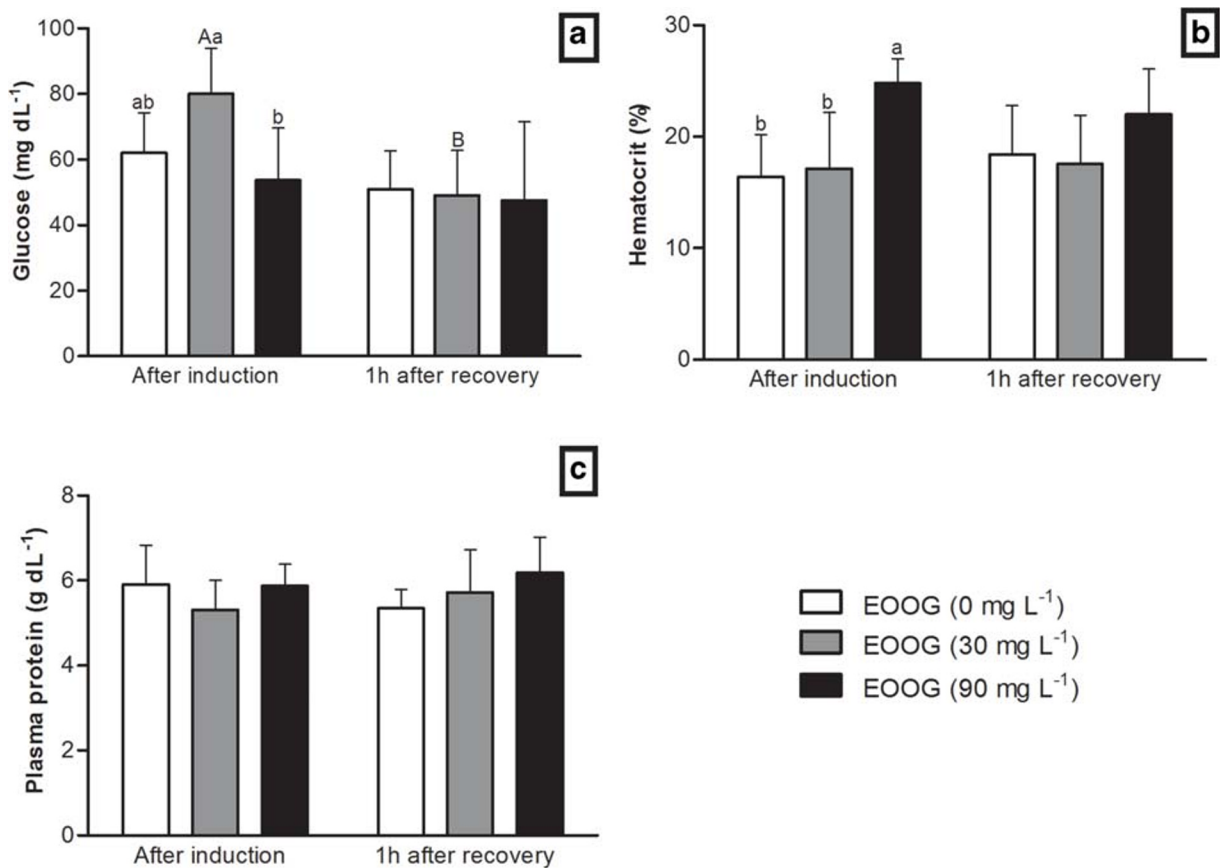 a
Glucose (mg dL⁻¹)
100
80
60
40
20
0
ab
Aa
b
B
After induction
1h after recovery
b
Hematocrit (%)
30
20
10
0
b
b
a
After induction
1h after recovery
c
Plasma protein (g dL⁻¹)
8
6
4
2
0
After induction
1h after recovery
EOOG (0 mg L⁻¹)
EOOG (30 mg L⁻¹)
EOOG (90 mg L⁻¹)